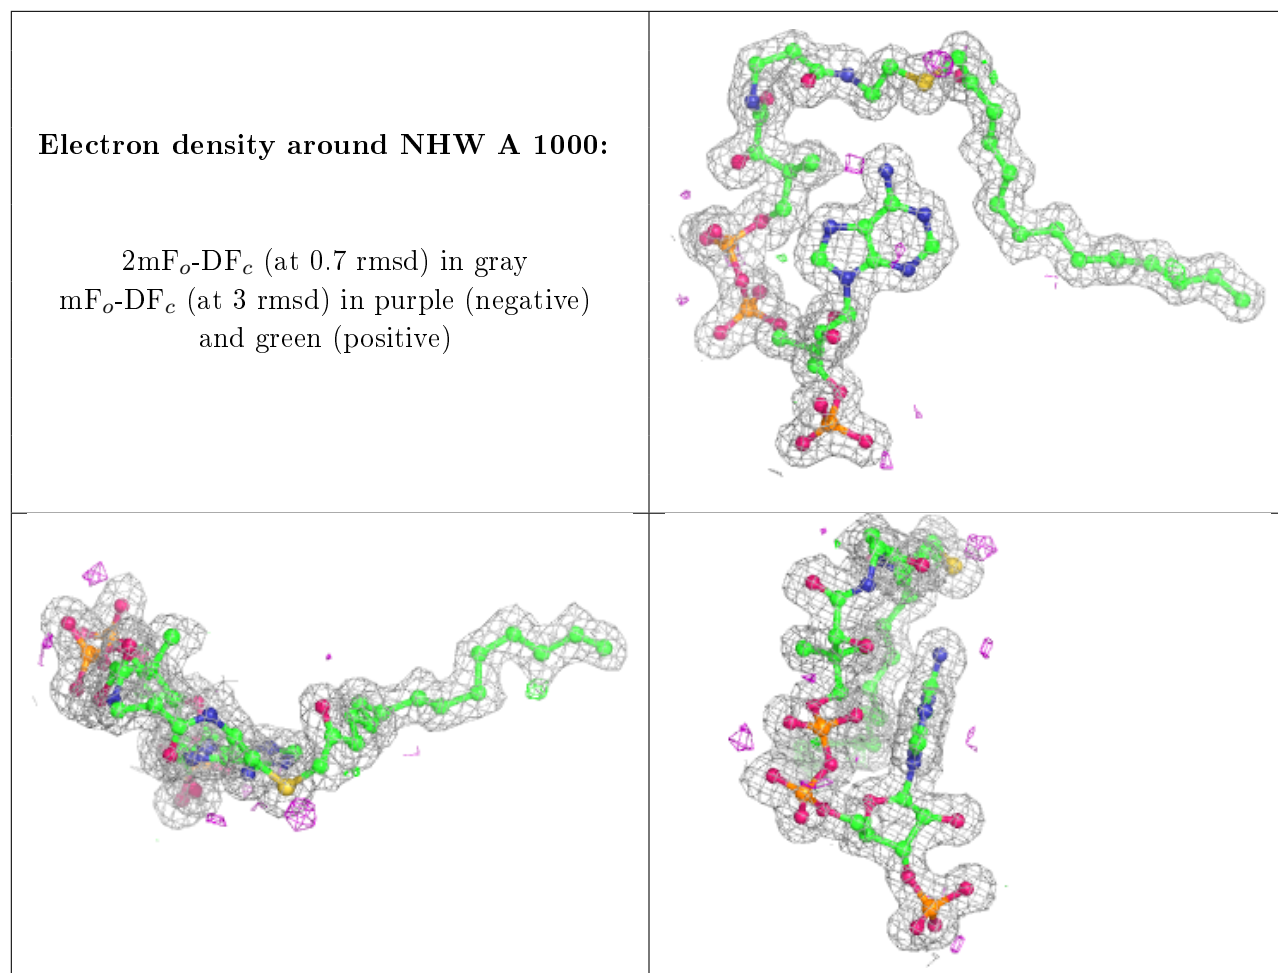 Electron density around NHW A 1000:
2mFo-DFc (at 0.7 rmsd) in gray
mFo-DFc (at 3 rmsd) in purple (negative)
and green (positive)